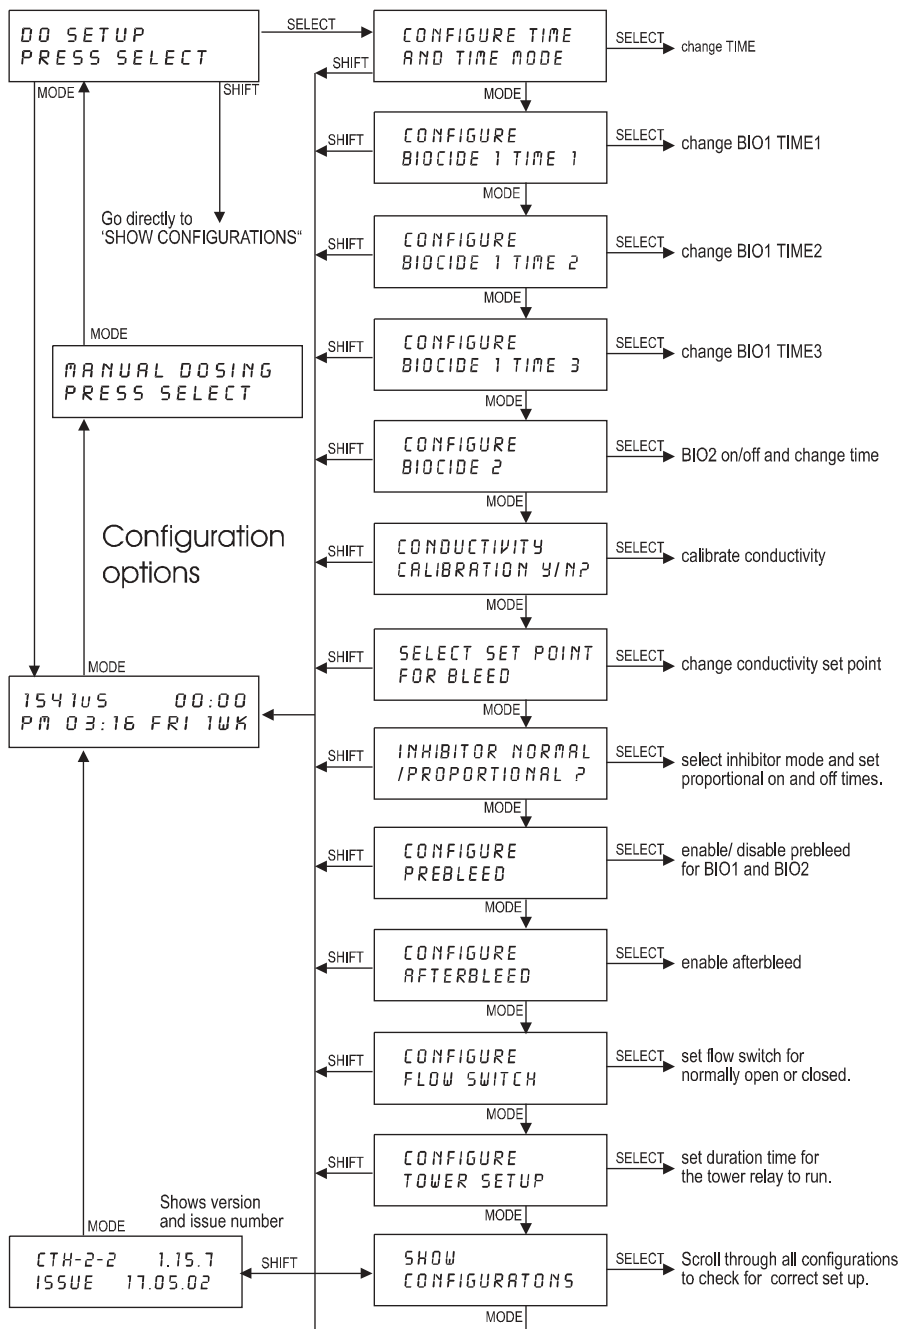 DO SETUP
PRESS SELECT
SELECT
CONFIGURE TIME
AND TIME MODE
SELECT
change TIME
SHIFT
MODE
SHIFT
MODE
CONFIGURE
BIOCIDE 1 TIME 1
SHIFT
SELECT
change BIO1 TIME1
MODE
Go directly to
'SHOW CONFIGURATIONS"
CONFIGURE
BIOCIDE 1 TIME 2
SHIFT
SELECT
change BIO1 TIME2
MODE
MODE
MANUAL DOSING
PRESS SELECT
CONFIGURE
BIOCIDE 1 TIME 3
SHIFT
SELECT
change BIO1 TIME3
MODE
CONFIGURE
BIOCIDE 2
SHIFT
SELECT
BIO2 on/off and change time
MODE
Configuration
options
CONDUCTIVITY
CALIBRATION Y/N?
SHIFT
SELECT
calibrate conductivity
MODE
SELECT SET POINT
FOR BLEED
SHIFT
SELECT
change conductivity set point
MODE
MODE
1541uS 00:00
PM 03:16 FRI 1WK
INHIBITOR NORMAL
/PROPORTIONAL ?
SHIFT
SELECT
select inhibitor mode and set
proportional on and off times.
MODE
CONFIGURE
PREBLEED
SHIFT
SELECT
enable/ disable prebleed
for BIO1 and BIO2
MODE
CONFIGURE
AFTERBLEED
SHIFT
SELECT
enable afterbleed
MODE
CONFIGURE
FLOW SWITCH
SHIFT
SELECT
set flow switch for
normally open or closed.
MODE
CONFIGURE
TOWER SETUP
SHIFT
SELECT
set duration time for
the tower relay to run.
MODE
Shows version
and issue number
MODE
CTH-2-2 1.15.7
ISSUE 17.05.02
SHIFT
SHOW
CONFIGURATONS
SELECT
Scroll through all configurations
to check for correct set up.
MODE